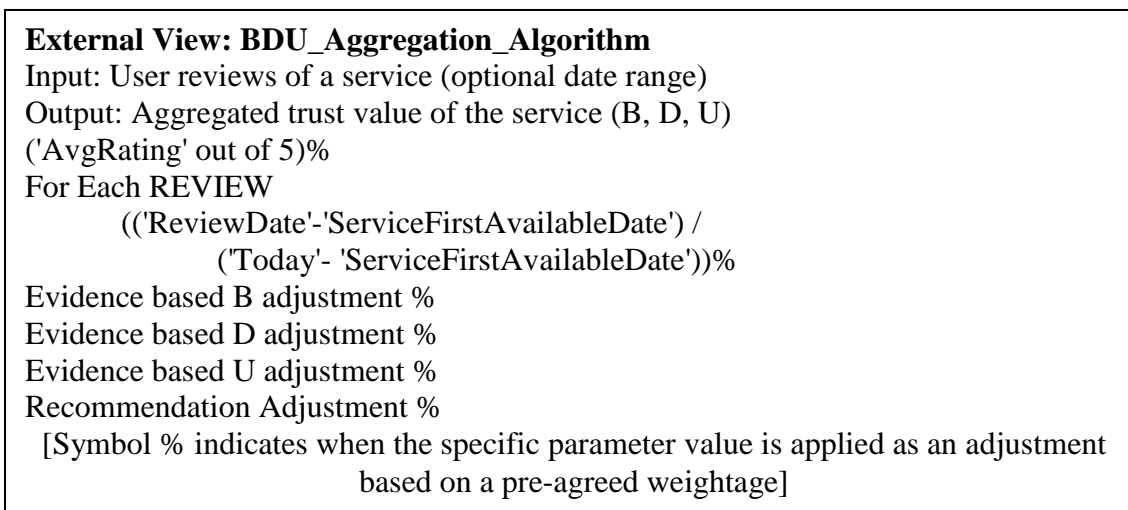 External View: BDU_Aggregation_Algorithm
Input: User reviews of a service (optional date range)
Output: Aggregated trust value of the service (B, D, U)
('AvgRating' out of 5)%
For Each REVIEW
(('ReviewDate'-'ServiceFirstAvailableDate') /
('Today'- 'ServiceFirstAvailableDate'))%
Evidence based B adjustment %
Evidence based D adjustment %
Evidence based U adjustment %
Recommendation Adjustment %
[Symbol % indicates when the specific parameter value is applied as an adjustment
based on a pre-agreed weightage]